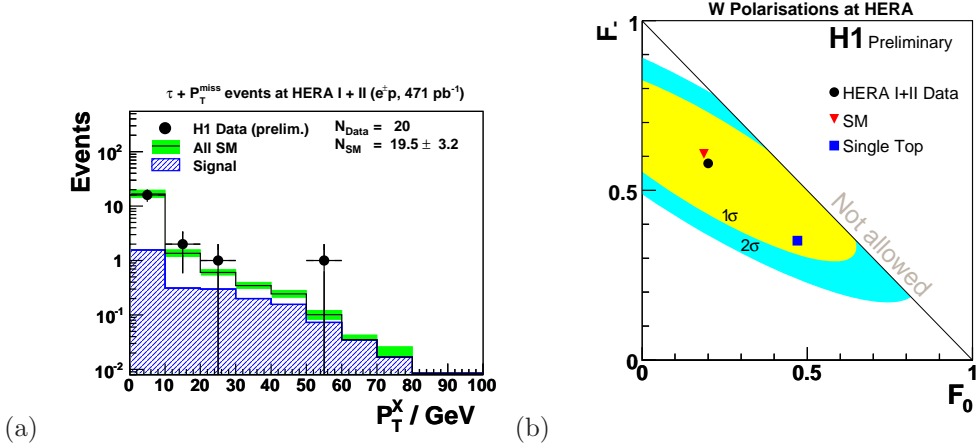 τ + P_T^miss events at HERA I + II (e±p, 471 pb⁻¹)
H1 Data (prelim.)
All SM
Signal
N_Data = 20
N_SM = 19.5 ± 3.2
Events
10²
10
1
10⁻¹
10⁻²
0 10 20 30 40 50 60 70 80 90 100
P_T^X / GeV
(a)
W Polarisations at HERA
H1 Preliminary
HERA I+II Data
SM
Single Top
F₋
1
0.5
0
1σ
2σ
Not allowed
0 0.5 1
F₀
(b)